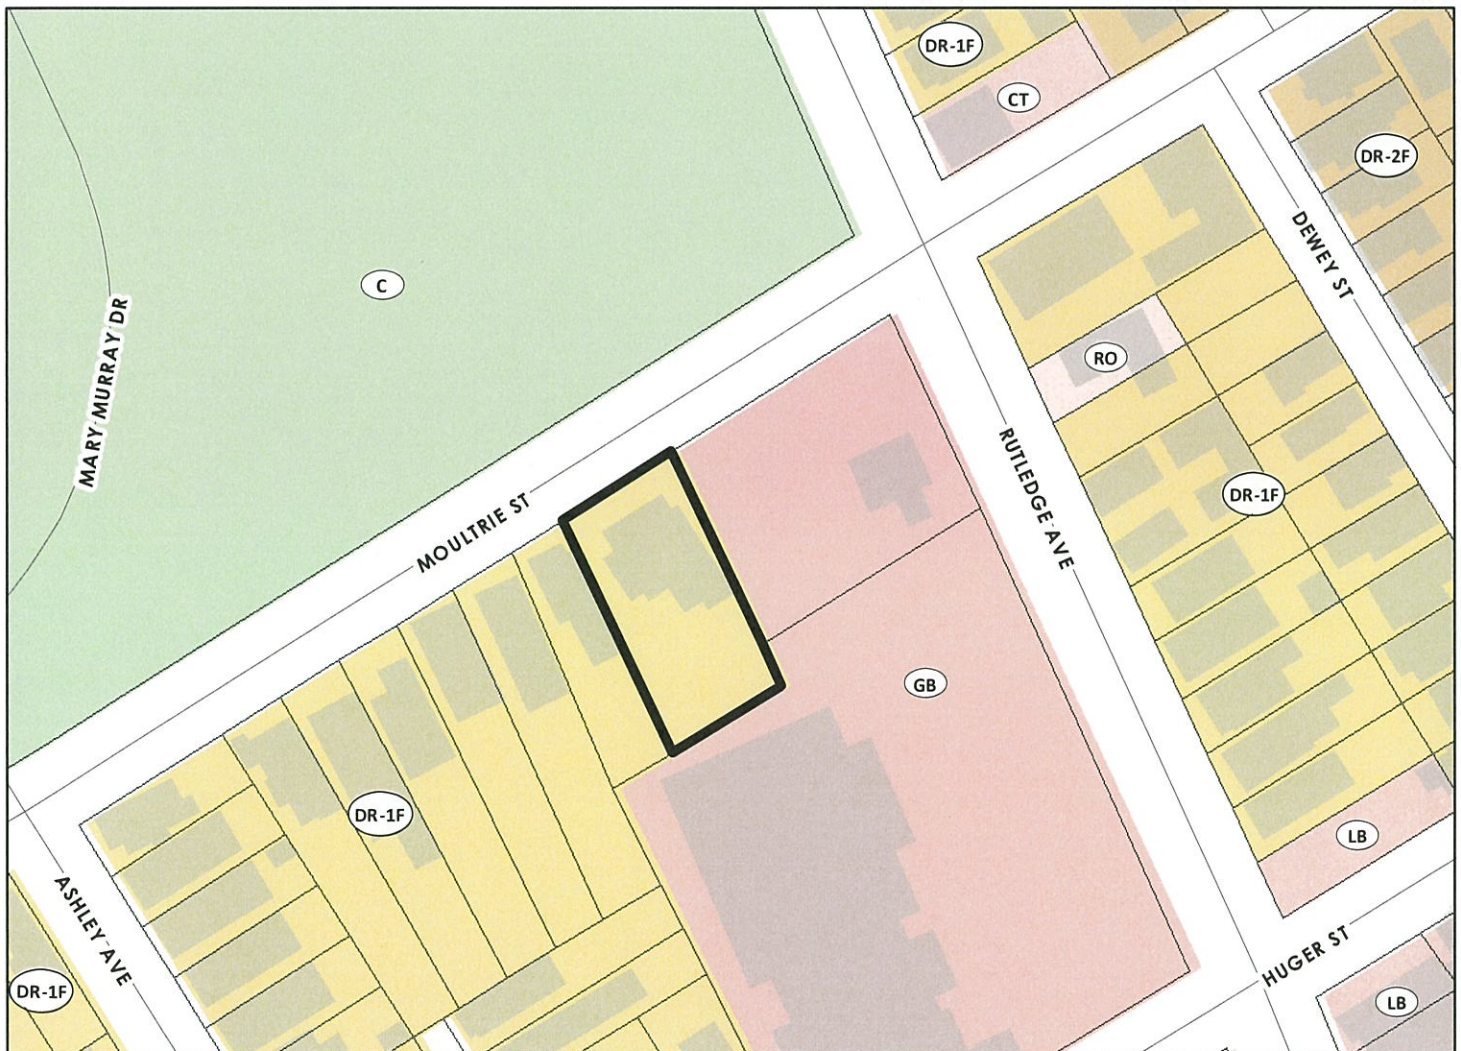 DR-1F
CT
DR-2F
DEWEY ST
C
MARY MURRAY DR
RO
RUTLEDGE AVE
DR-1F
MOULTRIE ST
GB
DR-1F
LB
ASHLEY AVE
HUGER ST
DR-1F
LB